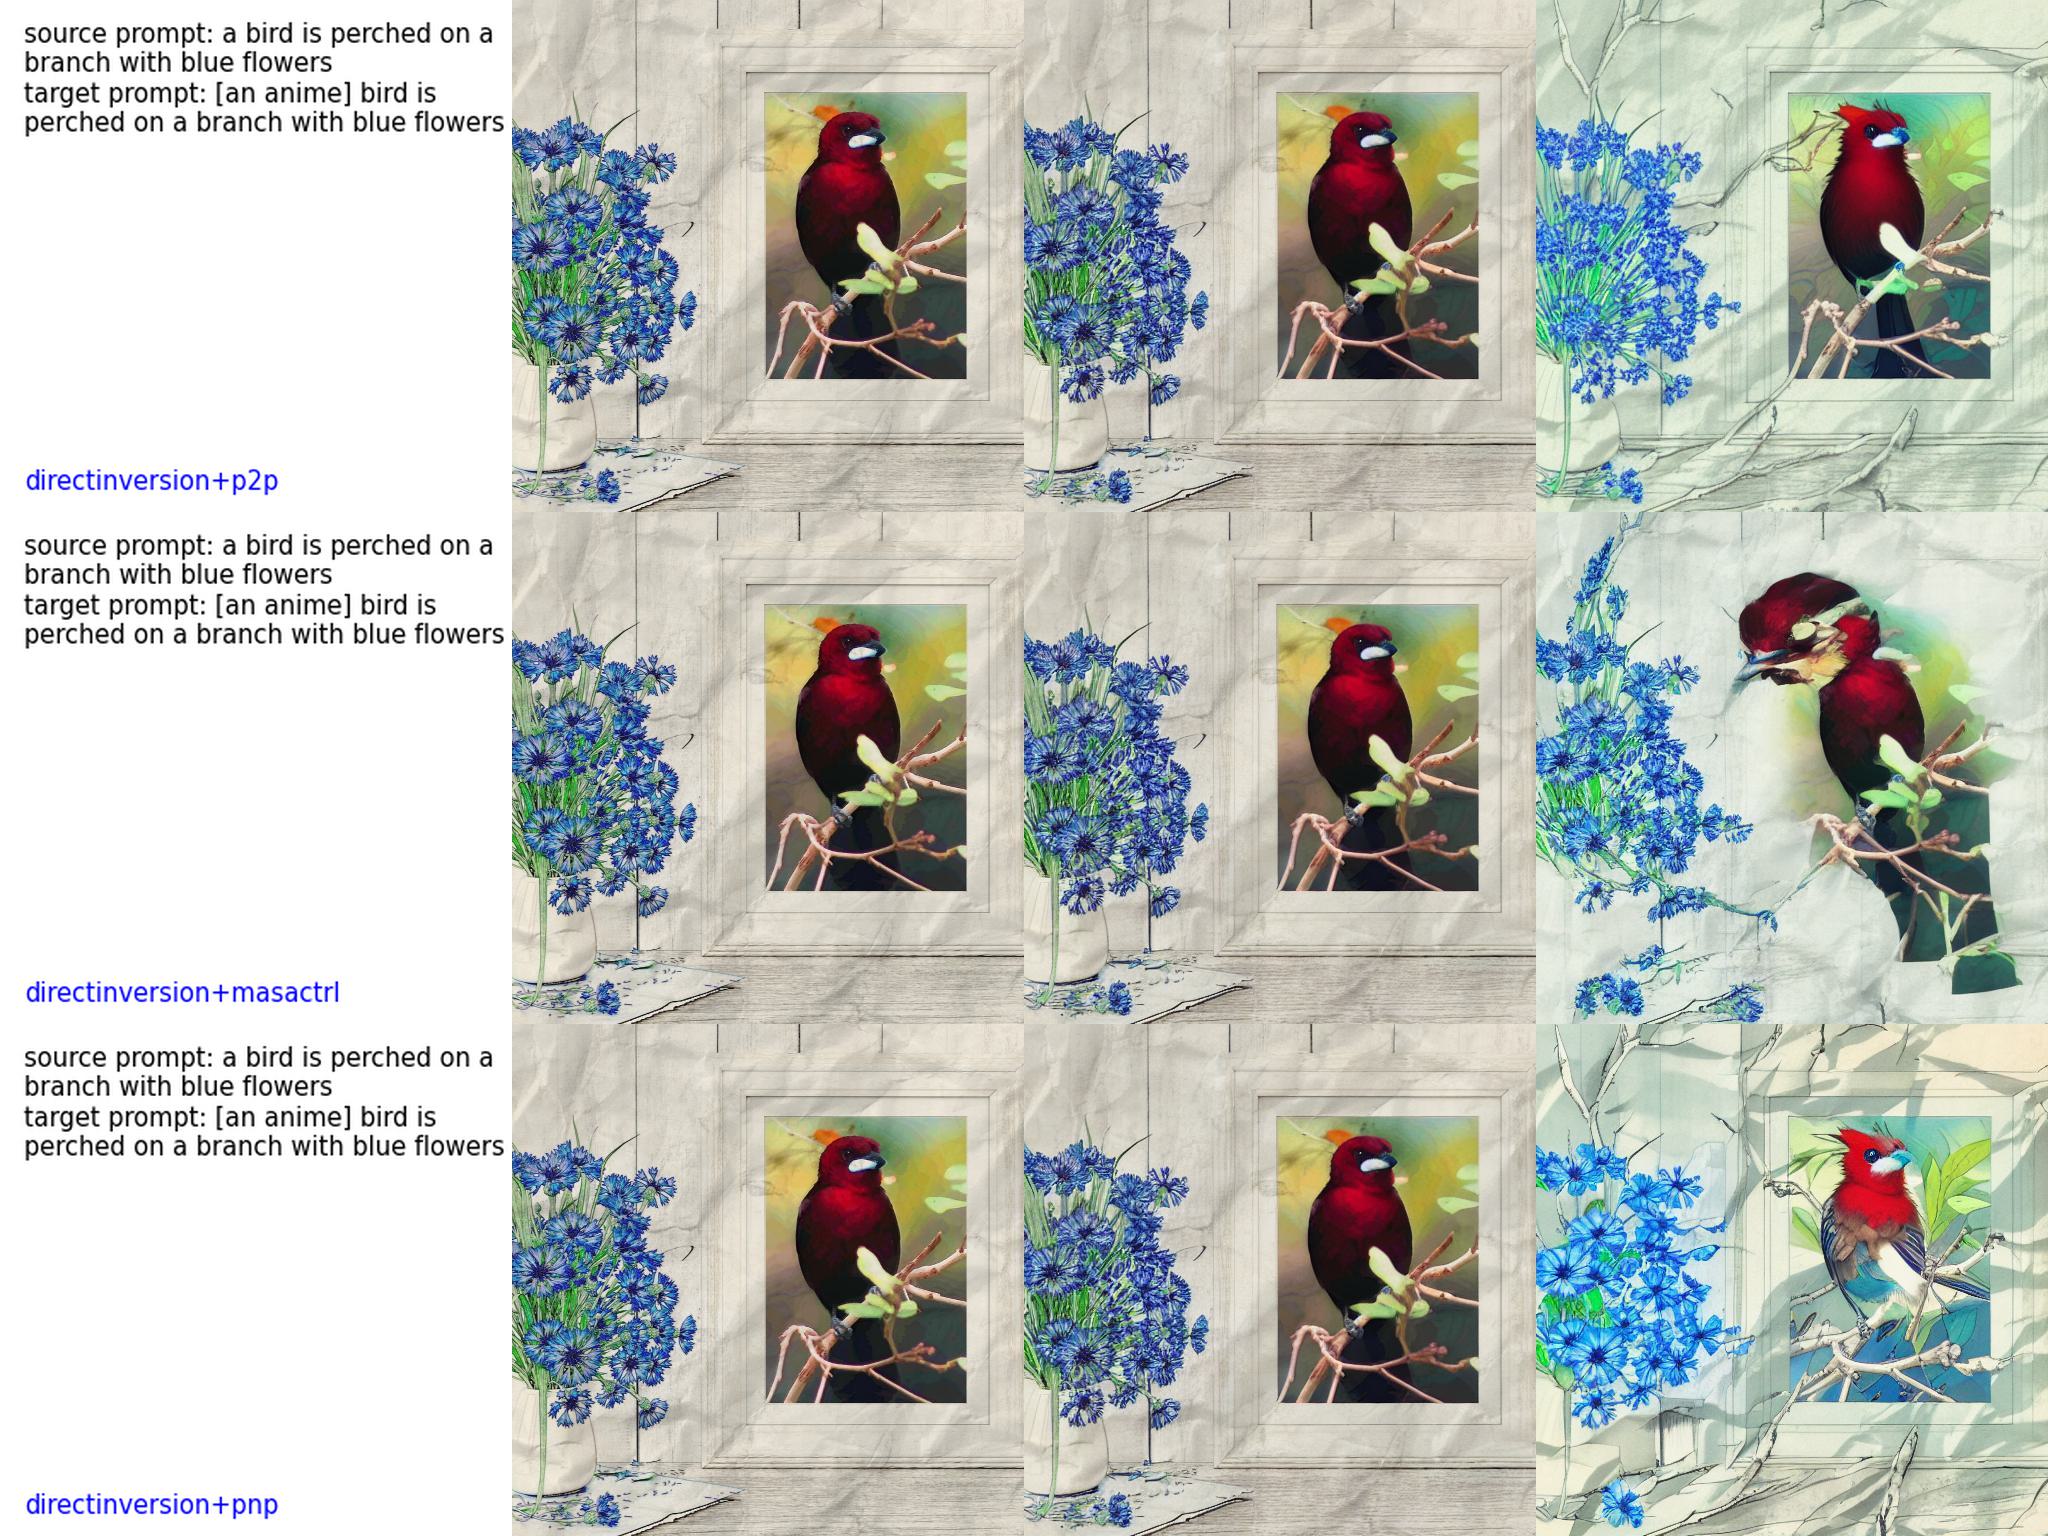 source prompt: a bird is perched on a
branch with blue flowers
target prompt: [an anime] bird is
perched on a branch with blue flowers
directinversion+p2p
source prompt: a bird is perched on a
branch with blue flowers
target prompt: [an anime] bird is
perched on a branch with blue flowers
directinversion+masactrl
source prompt: a bird is perched on a
branch with blue flowers
target prompt: [an anime] bird is
perched on a branch with blue flowers
directinversion+pnp